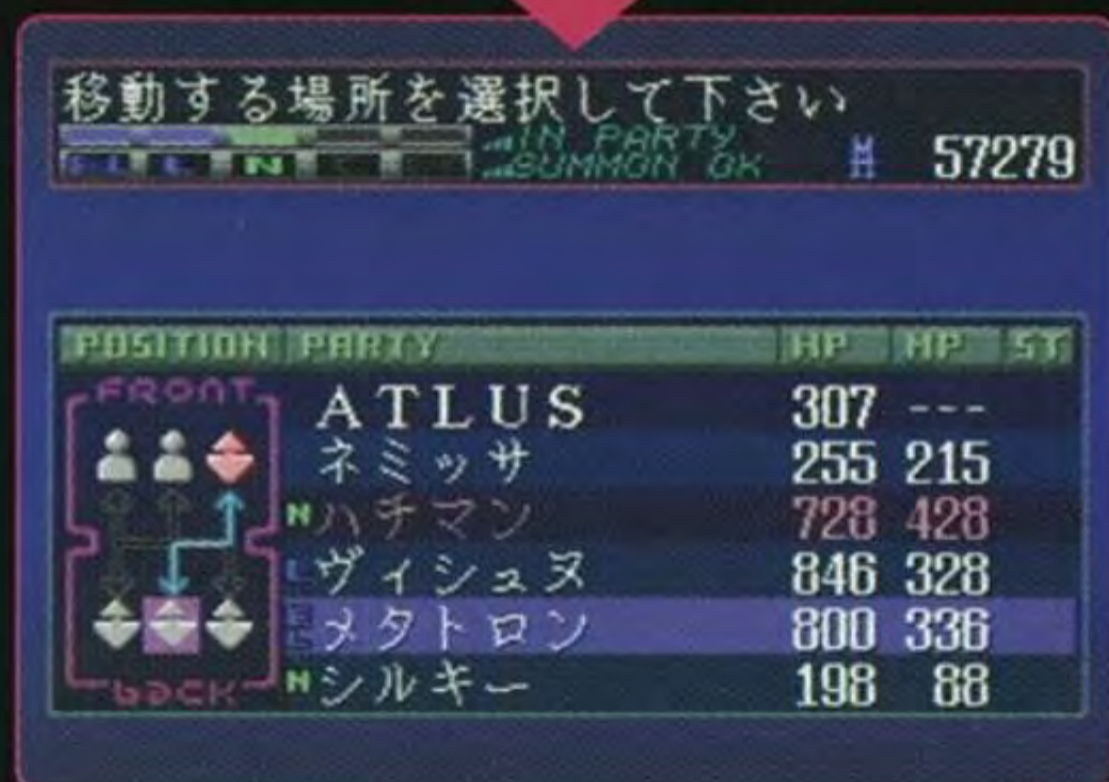 移動する場所を選択して下さい
IN PARTY
SUMMON OK
57279
POSITION PARTY HP MP ST
FRONT
ATLUS 307 ---
ネミッサ 255 215
N ハチマン 728 428
L ヴィシュヌ 846 328
メタトロン 800 336
N シルキー 198 88
back